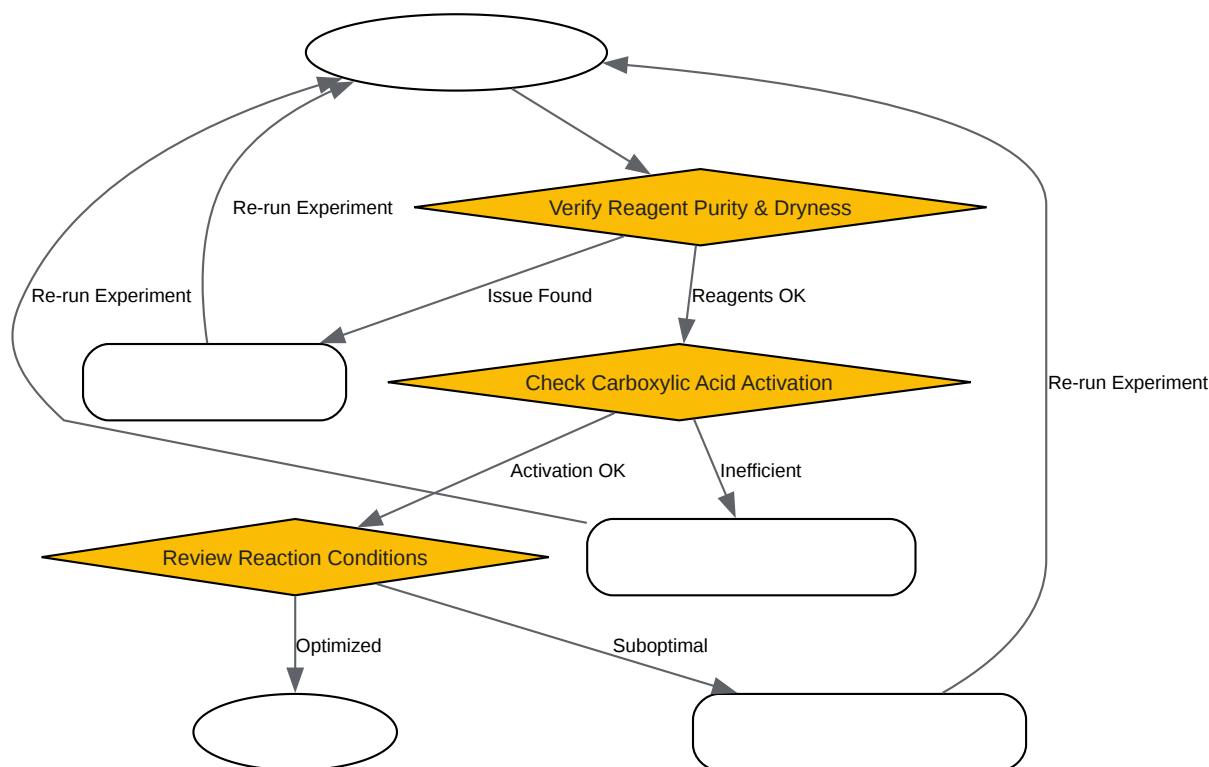 Verify Reagent Purity & Dryness
Re-run Experiment
Re-run Experiment
Issue Found
Reagents OK
Check Carboxylic Acid Activation
Re-run Experiment
Activation OK
Inefficient
Review Reaction Conditions
Optimized
Suboptimal